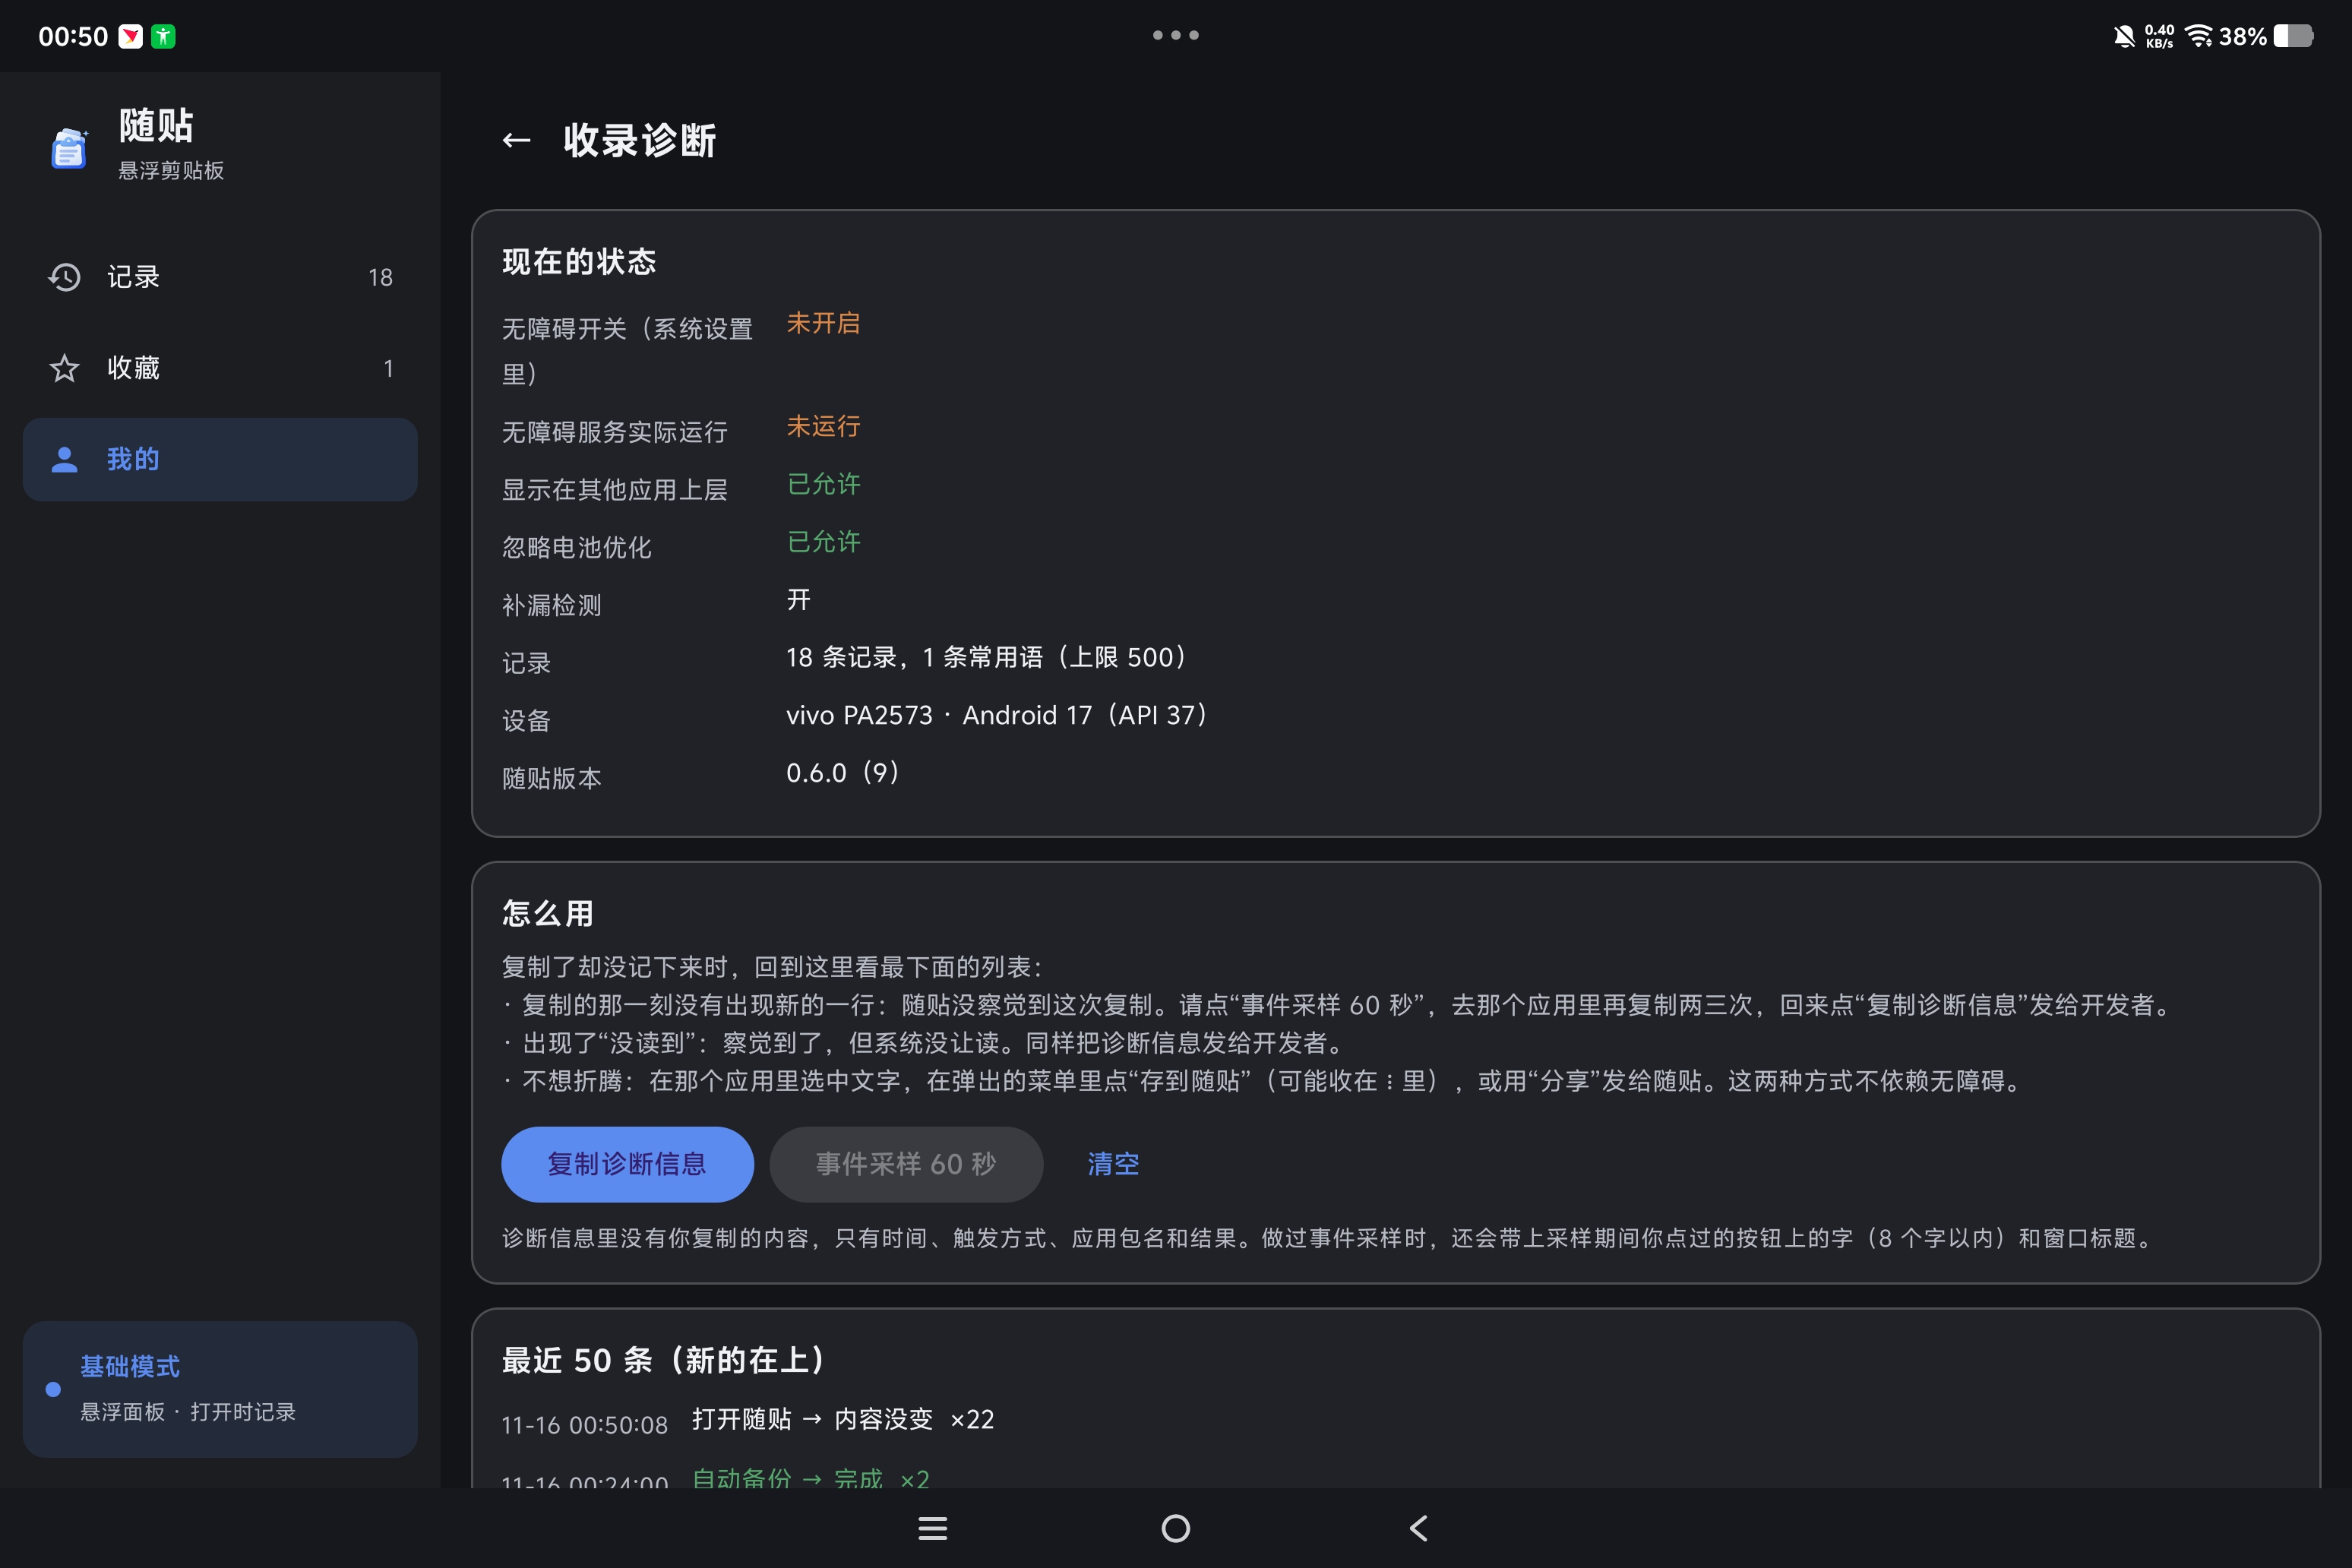 00:50
0.40 KB/s
38%
随贴
悬浮剪贴板
记录 18
收藏 1
我的
基础模式
悬浮面板 · 打开时记录
← 收录诊断
现在的状态
无障碍开关（系统设置里） 未开启
无障碍服务实际运行 未运行
显示在其他应用上层 已允许
忽略电池优化 已允许
补漏检测 开
记录 18 条记录，1 条常用语（上限 500）
设备 vivo PA2573 · Android 17（API 37）
随贴版本 0.6.0（9）
怎么用
复制了却没记下来时，回到这里看最下面的列表：
· 复制的那一刻没有出现新的一行：随贴没察觉到这次复制。请点“事件采样 60 秒”，去那个应用里再复制两三次，回来点“复制诊断信息”发给开发者。
· 出现了“没读到”：察觉到了，但系统没让读。同样把诊断信息发给开发者。
· 不想折腾：在那个应用里选中文字，在弹出的菜单里点“存到随贴”（可能收在⋮里），或用“分享”发给随贴。这两种方式不依赖无障碍。
复制诊断信息 事件采样 60 秒 清空
诊断信息里没有你复制的内容，只有时间、触发方式、应用包名和结果。做过事件采样时，还会带上采样期间你点过的按钮上的字（8 个字以内）和窗口标题。
最近 50 条（新的在上）
11-16 00:50:08 打开随贴 → 内容没变 ×22
11-16 00:24:00 自动备份 → 完成 ×2